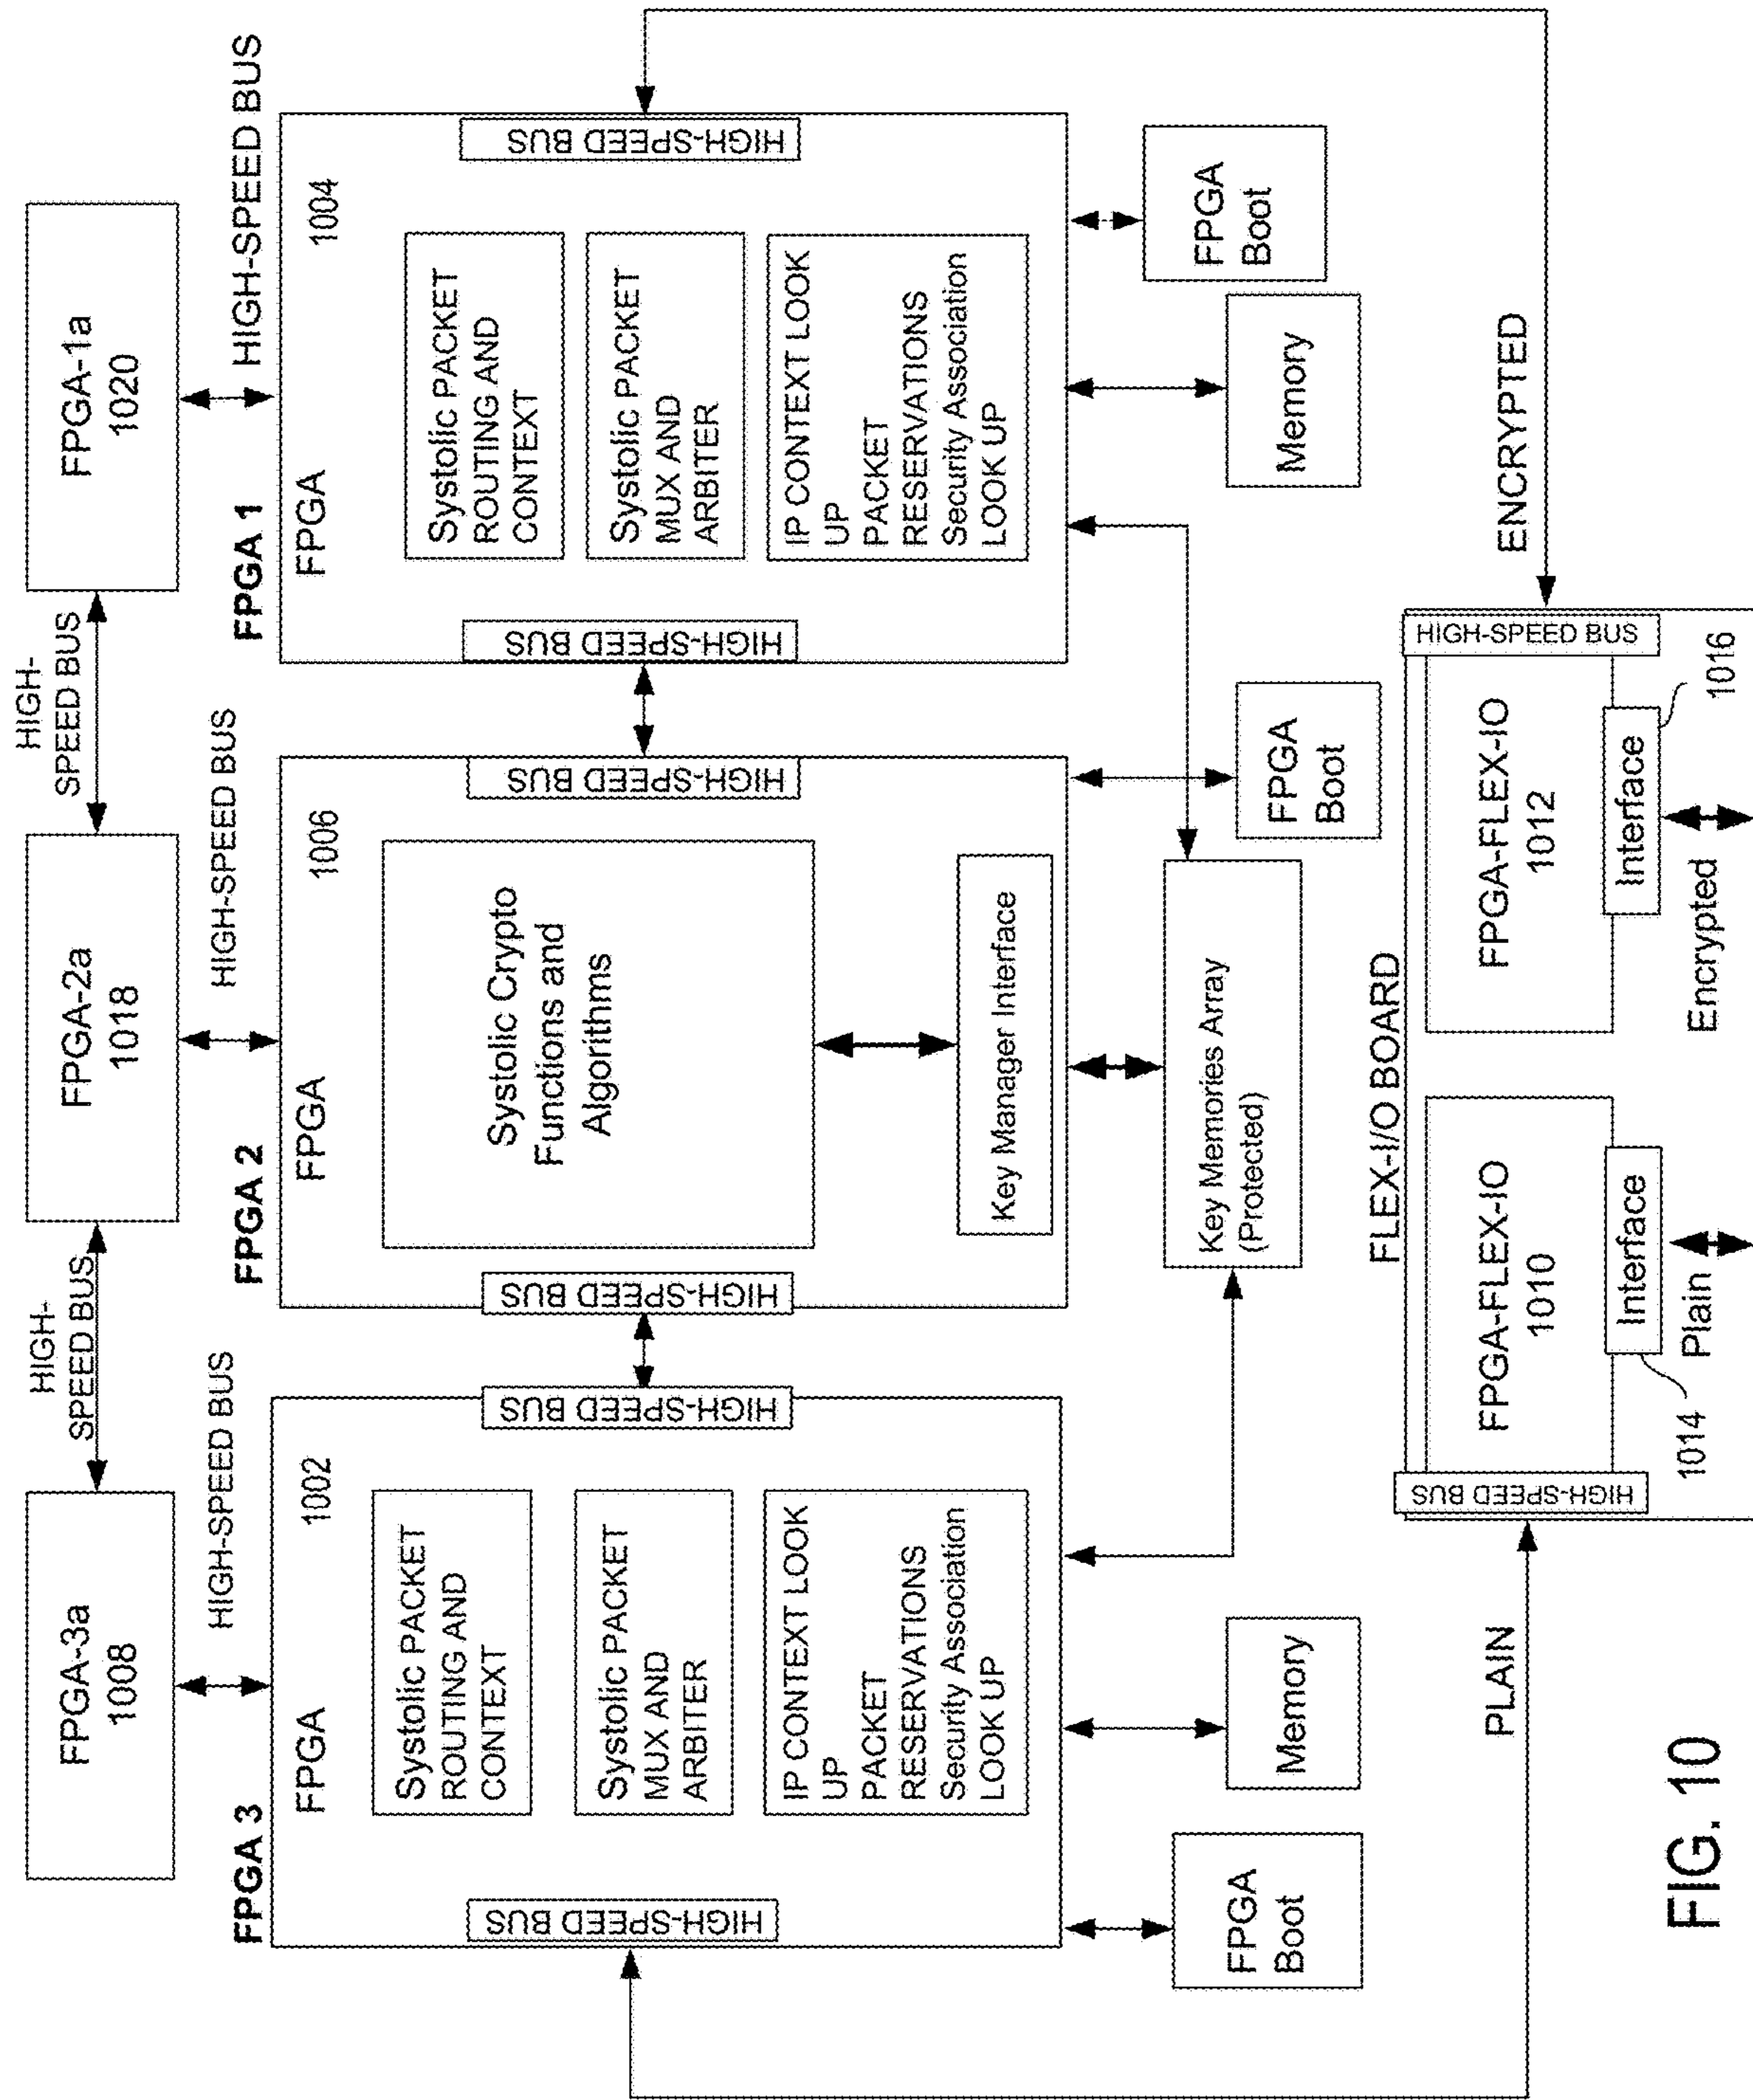 FPGA-3a
1008
HIGH-
SPEED BUS
FPGA-2a
1018
HIGH-
SPEED BUS
FPGA-1a
1020
HIGH-SPEED BUS
HIGH-SPEED BUS
HIGH-SPEED BUS
FPGA 3
FPGA
1002
HIGH-SPEED BUS
Systolic PACKET
ROUTING AND
CONTEXT
Systolic PACKET
MUX AND
ARBITER
IP CONTEXT LOOK
UP
PACKET
RESERVATIONS
Security Association
LOOK UP
HIGH-SPEED BUS
FPGA 2
FPGA
1006
HIGH-SPEED BUS
Systolic Crypto
Functions and
Algorithms
Key Manager Interface
HIGH-SPEED BUS
FPGA 1
FPGA
1004
HIGH-SPEED BUS
Systolic PACKET
ROUTING AND
CONTEXT
Systolic PACKET
MUX AND
ARBITER
IP CONTEXT LOOK
UP
PACKET
RESERVATIONS
Security Association
LOOK UP
HIGH-SPEED BUS
FPGA
Boot
Memory
Key Memories Array
(Protected)
FPGA
Boot
Memory
FPGA
Boot
PLAIN
FLEX-I/O BOARD
ENCRYPTED
HIGH-SPEED BUS
FPGA-FLEX-IO
1010
Interface
1014
Plain
FPGA-FLEX-IO
1012
Interface
1016
Encrypted
HIGH-SPEED BUS
FIG. 10